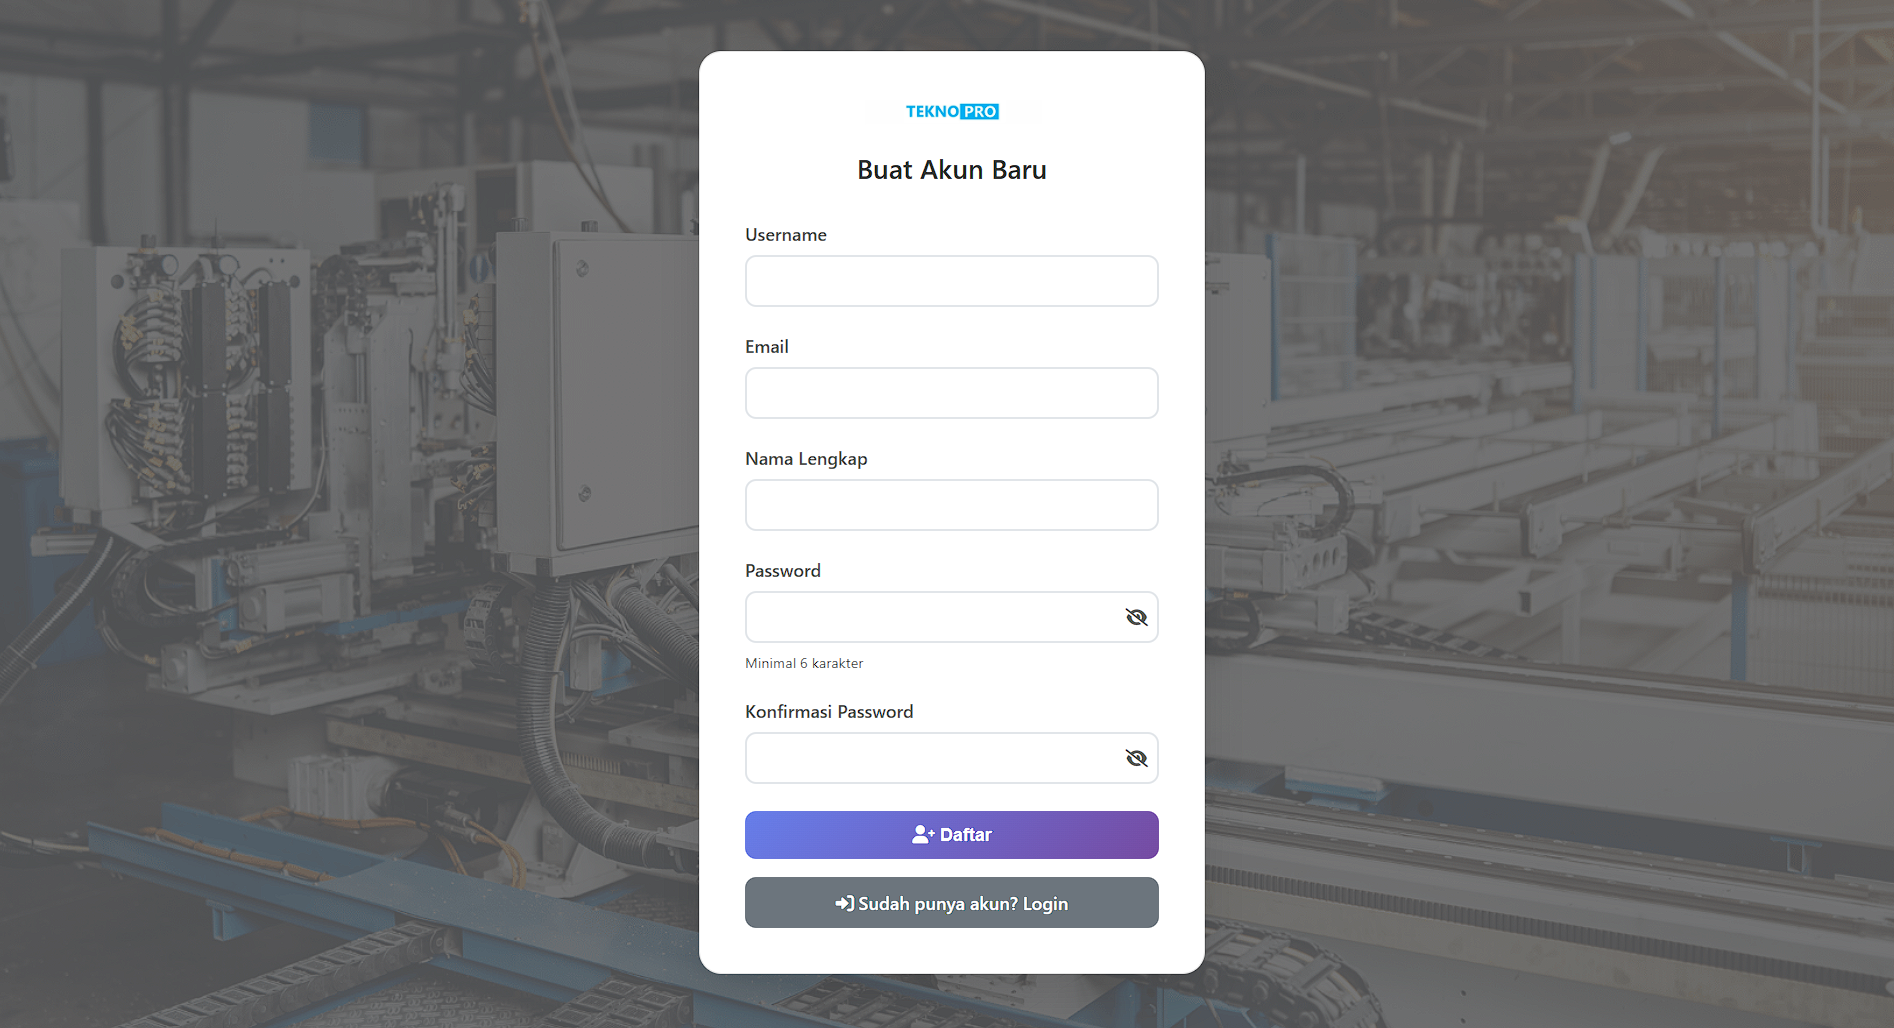 TEKNOPRO
Buat Akun Baru
Username
Email
Nama Lengkap
Password
Minimal 6 karakter
Konfirmasi Password
Daftar
Sudah punya akun? Login